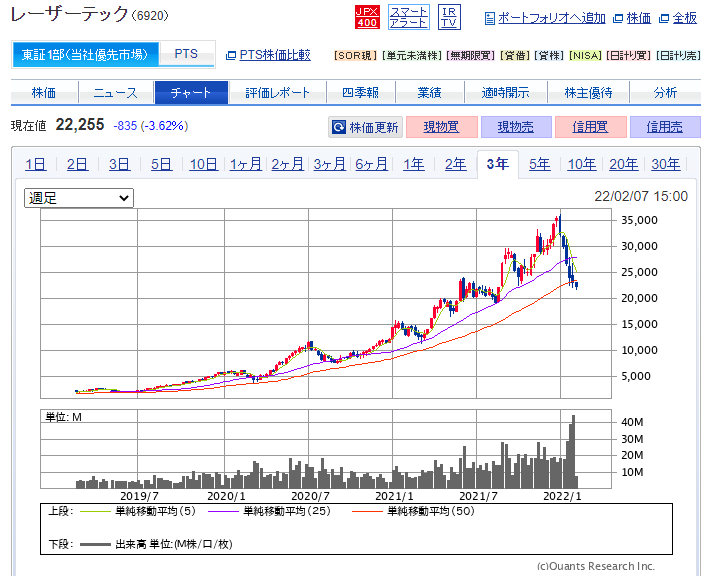 レーザーテック（6920）
JPX 400
スマート アラート
IR TV
ポートフォリオへ追加 株価 全板
東証1部（当社優先市場） PTS PTS株価比較 [SOR現] [単元未満株] [無期限買] [貸借] [貸株] [NISA] [日計り買] [日計り売]
株価 ニュース チャート 評価レポート 四季報 業績 適時開示 株主優待 分析
現在値 22,255 -835 (-3.62%) 株価更新 現物買 現物売 信用買 信用売
1日 2日 3日 5日 10日 1ヶ月 2ヶ月 3ヶ月 6ヶ月 1年 2年 3年 5年 10年 20年 30年
週足 22/02/07 15:00
35,000
30,000
25,000
20,000
15,000
10,000
5,000
単位: M
40M
30M
20M
10M
2019/7 2020/1 2020/7 2021/1 2021/7 2022/1
上段： 単純移動平均(5) 単純移動平均(25) 単純移動平均(50)
下段： 出来高 単位:(M株/口/枚)
(c)Quants Research Inc.